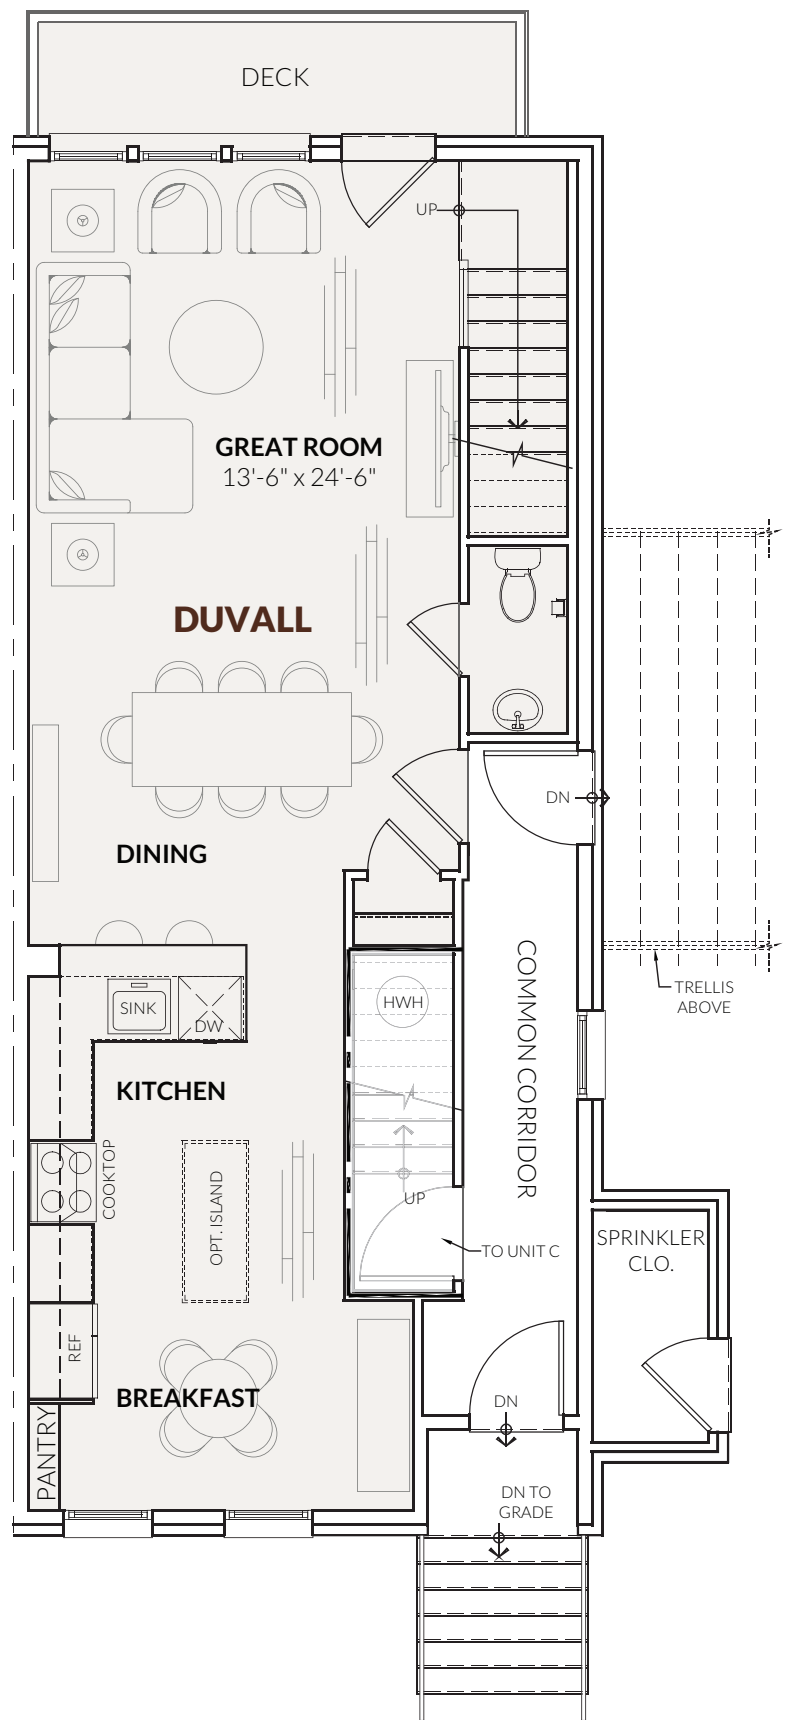 DECK
UP
GREAT ROOM
13'-6" x 24'-6"
DUVALL
DN
DINING
COMMON CORRIDOR
TRELLIS
ABOVE
SINK
DW
HWH
KITCHEN
COOKTOP
OPT. ISLAND
UP
TO UNIT C
SPRINKLER
CLO.
REF
BREAKFAST
DN
PANTRY
DN TO
GRADE